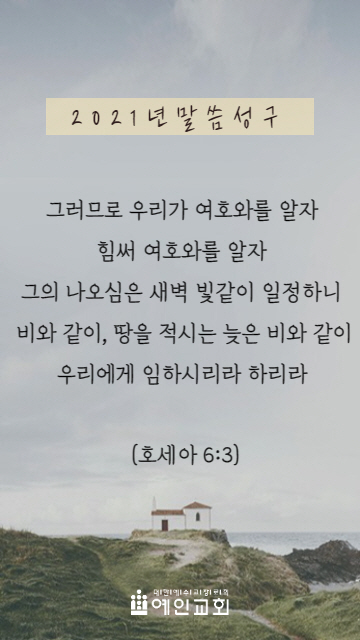 2021년말씀성구
그러므로 우리가 여호와를 알자
힘써 여호와를 알자
그의 나오심은 새벽 빛같이 일정하니
비와 같이, 땅을 적시는 늦은 비와 같이
우리에게 임하시리라 하리라
(호세아 6:3)
예인교회